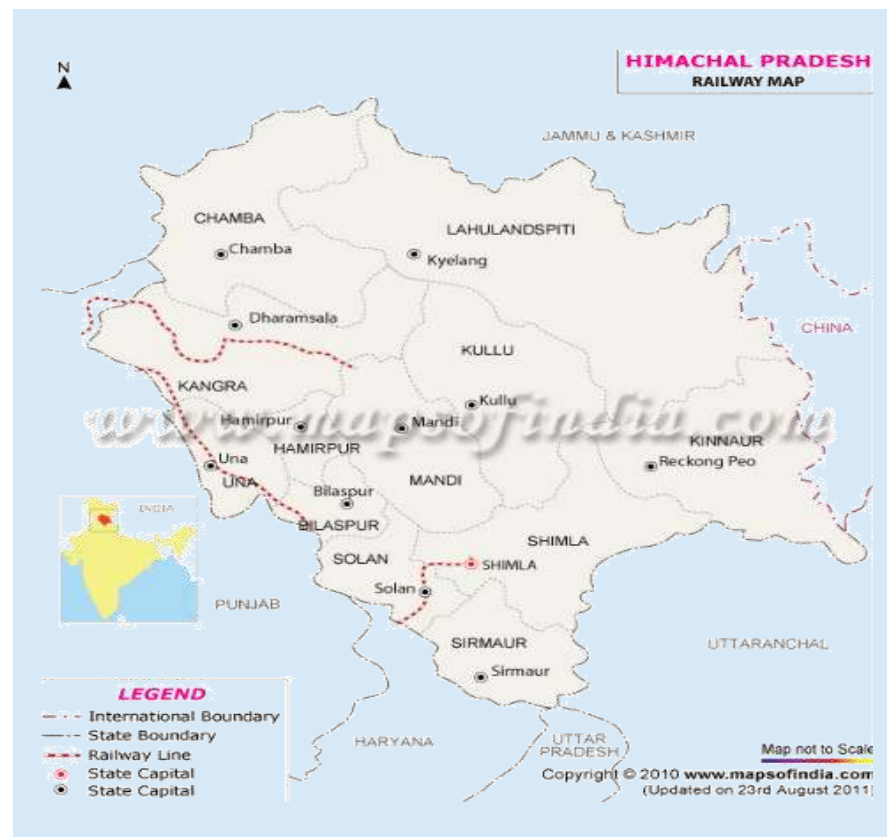 HIMACHAL PRADESH
RAILWAY MAP
N
JAMMU & KASHMIR
CHAMBA
Chamba
LAHULANDSPITI
Kyelang
CHINA
Dharamsala
KULLU
KANGRA
Kullu
www.mapsofindia.com
Hamirpur
Mandi
HAMIRPUR
KINNAUR
Reckong Peo
Una
UNA
MANDI
Bilaspur
INDIA
BILASPUR
SHIMLA
SOLAN
SHIMLA
Solan
PUNJAB
SIRMAUR
UTTARANCHAL
Sirmaur
LEGEND
International Boundary
State Boundary
Railway Line
State Capital
State Capital
HARYANA
UTTAR
PRADESH
Map not to Scale
Copyright © 2010 www.mapsofindia.com
(Updated on 23rd August 2011)